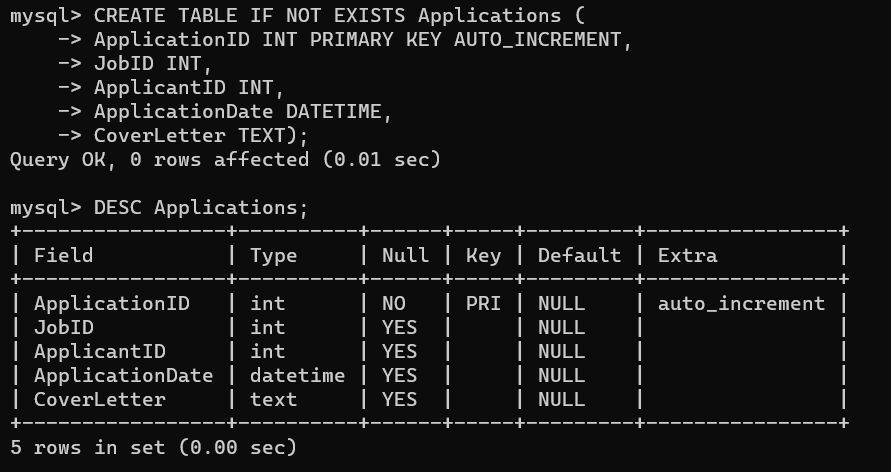 mysql> CREATE TABLE IF NOT EXISTS Applications (
    -> ApplicationID INT PRIMARY KEY AUTO_INCREMENT,
    -> JobID INT,
    -> ApplicantID INT,
    -> ApplicationDate DATETIME,
    -> CoverLetter TEXT);
Query OK, 0 rows affected (0.01 sec)

mysql> DESC Applications;
+-----------------+----------+------+-----+---------+----------------+
| Field           | Type     | Null | Key | Default | Extra          |
+-----------------+----------+------+-----+---------+----------------+
| ApplicationID   | int      | NO   | PRI | NULL    | auto_increment |
| JobID           | int      | YES  |     | NULL    |                |
| ApplicantID     | int      | YES  |     | NULL    |                |
| ApplicationDate | datetime | YES  |     | NULL    |                |
| CoverLetter     | text     | YES  |     | NULL    |                |
+-----------------+----------+------+-----+---------+----------------+
5 rows in set (0.00 sec)